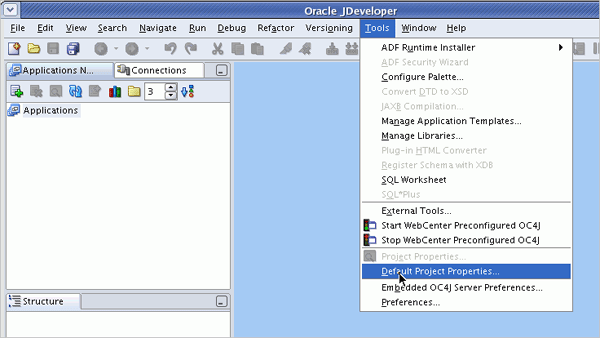 Oracle_JDeveloper
File Edit View Search Navigate Run Debug Refactor Versioning Tools Window Help
Applications N... Connections
3
Applications
Structure
ADF Runtime Installer
ADF Security Wizard
Configure Palette...
Convert DTD to XSD
JAXB Compilation...
Manage Application Templates...
Manage Libraries...
Plug-in HTML Converter
Register Schema with XDB
SQL Worksheet
SQL*Plus
External Tools...
Start WebCenter Preconfigured OC4J
Stop WebCenter Preconfigured OC4J
Project Properties...
Default Project Properties...
Embedded OC4J Server Preferences...
Preferences...